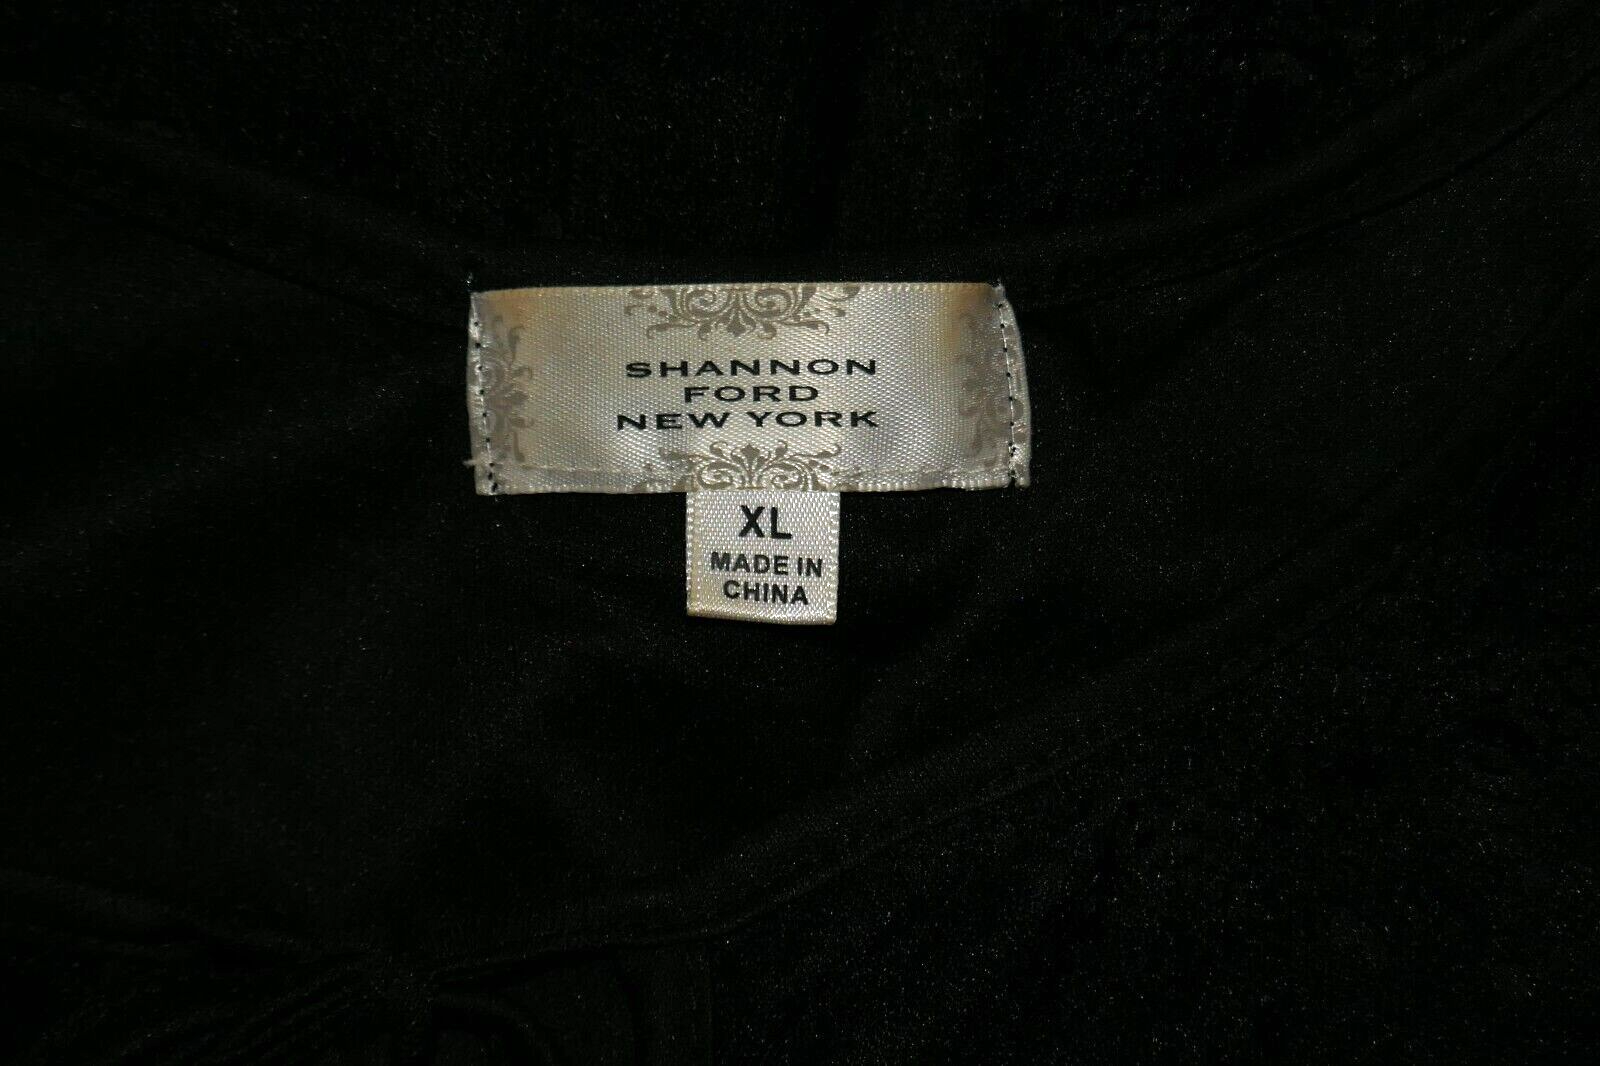 SHANNON
FORD
NEW YORK
XL
MADE IN
CHINA